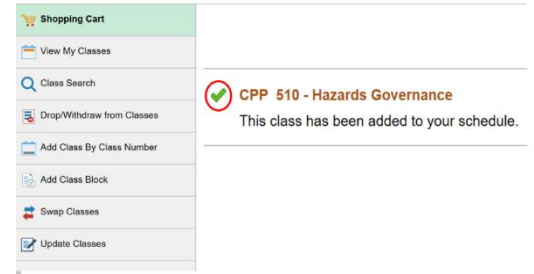 Shopping Cart
View My Classes
Class Search
Drop/Withdraw from Classes
Add Class By Class Number
Add Class Block
Swap Classes
Update Classes
CPP 510 - Hazards Governance
This class has been added to your schedule.